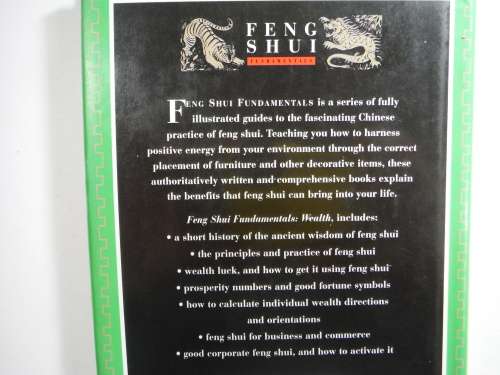 FENG
SHUI
FUNDAMENTALS
FENG SHUI FUNDAMENTALS is a series of fully
illustrated guides to the fascinating Chinese
practice of feng shui. Teaching you how to harness
positive energy from your environment through the correct
placement of furniture and other decorative items, these
authoritatively written and comprehensive books explain
the benefits that feng shui can bring into your life.
Feng Shui Fundamentals: Wealth, includes:
• a short history of the ancient wisdom of feng shui
• the principles and practice of feng shui
• wealth luck, and how to get it using feng shui
• prosperity numbers and good fortune symbols
• how to calculate individual wealth directions
and orientations
• feng shui for business and commerce
• good corporate feng shui, and how to activate it